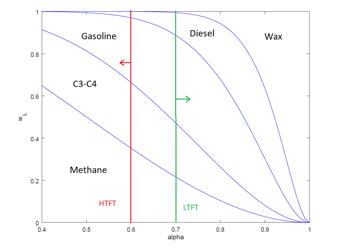 1
Gasoline
Diesel
Wax
0.8
C3-C4
0.6
w_L
0.4
Methane
0.2
HTFT
LTFT
0
0.4
0.5
0.6
0.7
0.8
0.9
1
alpha